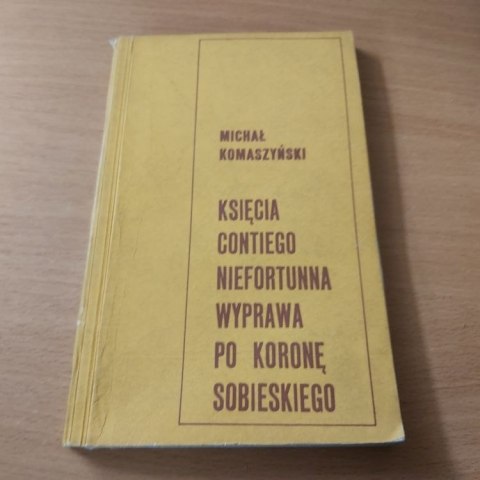 MICHAŁ
KOMASZYŃSKI
KSIĘCIA
CONTIEGO
NIEFORTUNNA
WYPRAWA
PO KORONĘ
SOBIESKIEGO